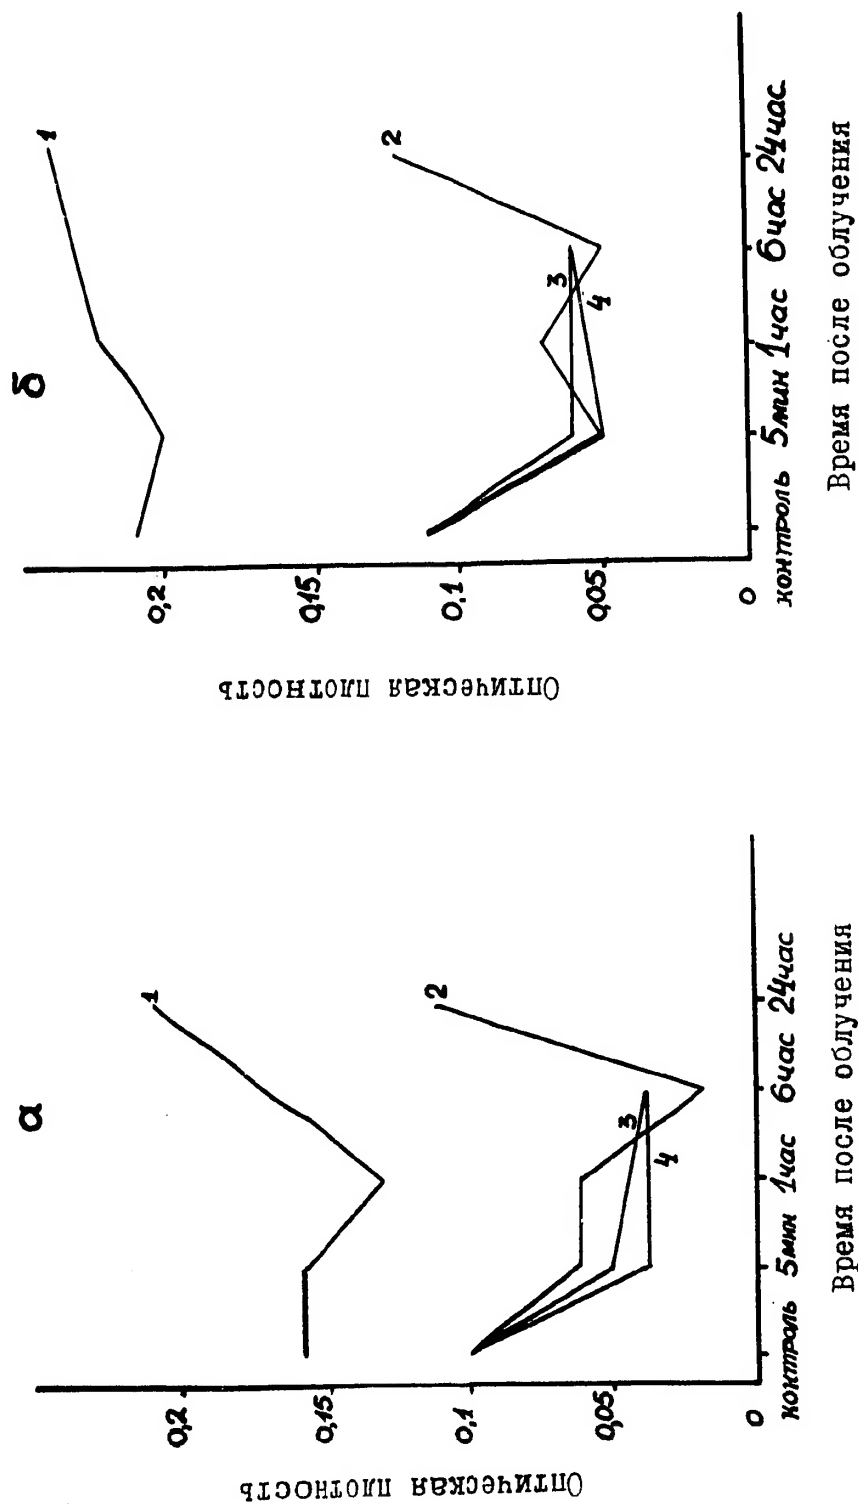 а
Оптическая плотность
0,2
0,15
0,1
0,05
0
1
2
3
4
контроль 5мин 1час 6час 24час
Время после облучения
б
Оптическая плотность
0,2
0,15
0,1
0,05
0
1
2
3
4
контроль 5мин 1час 6час 24час.
Время после облучения